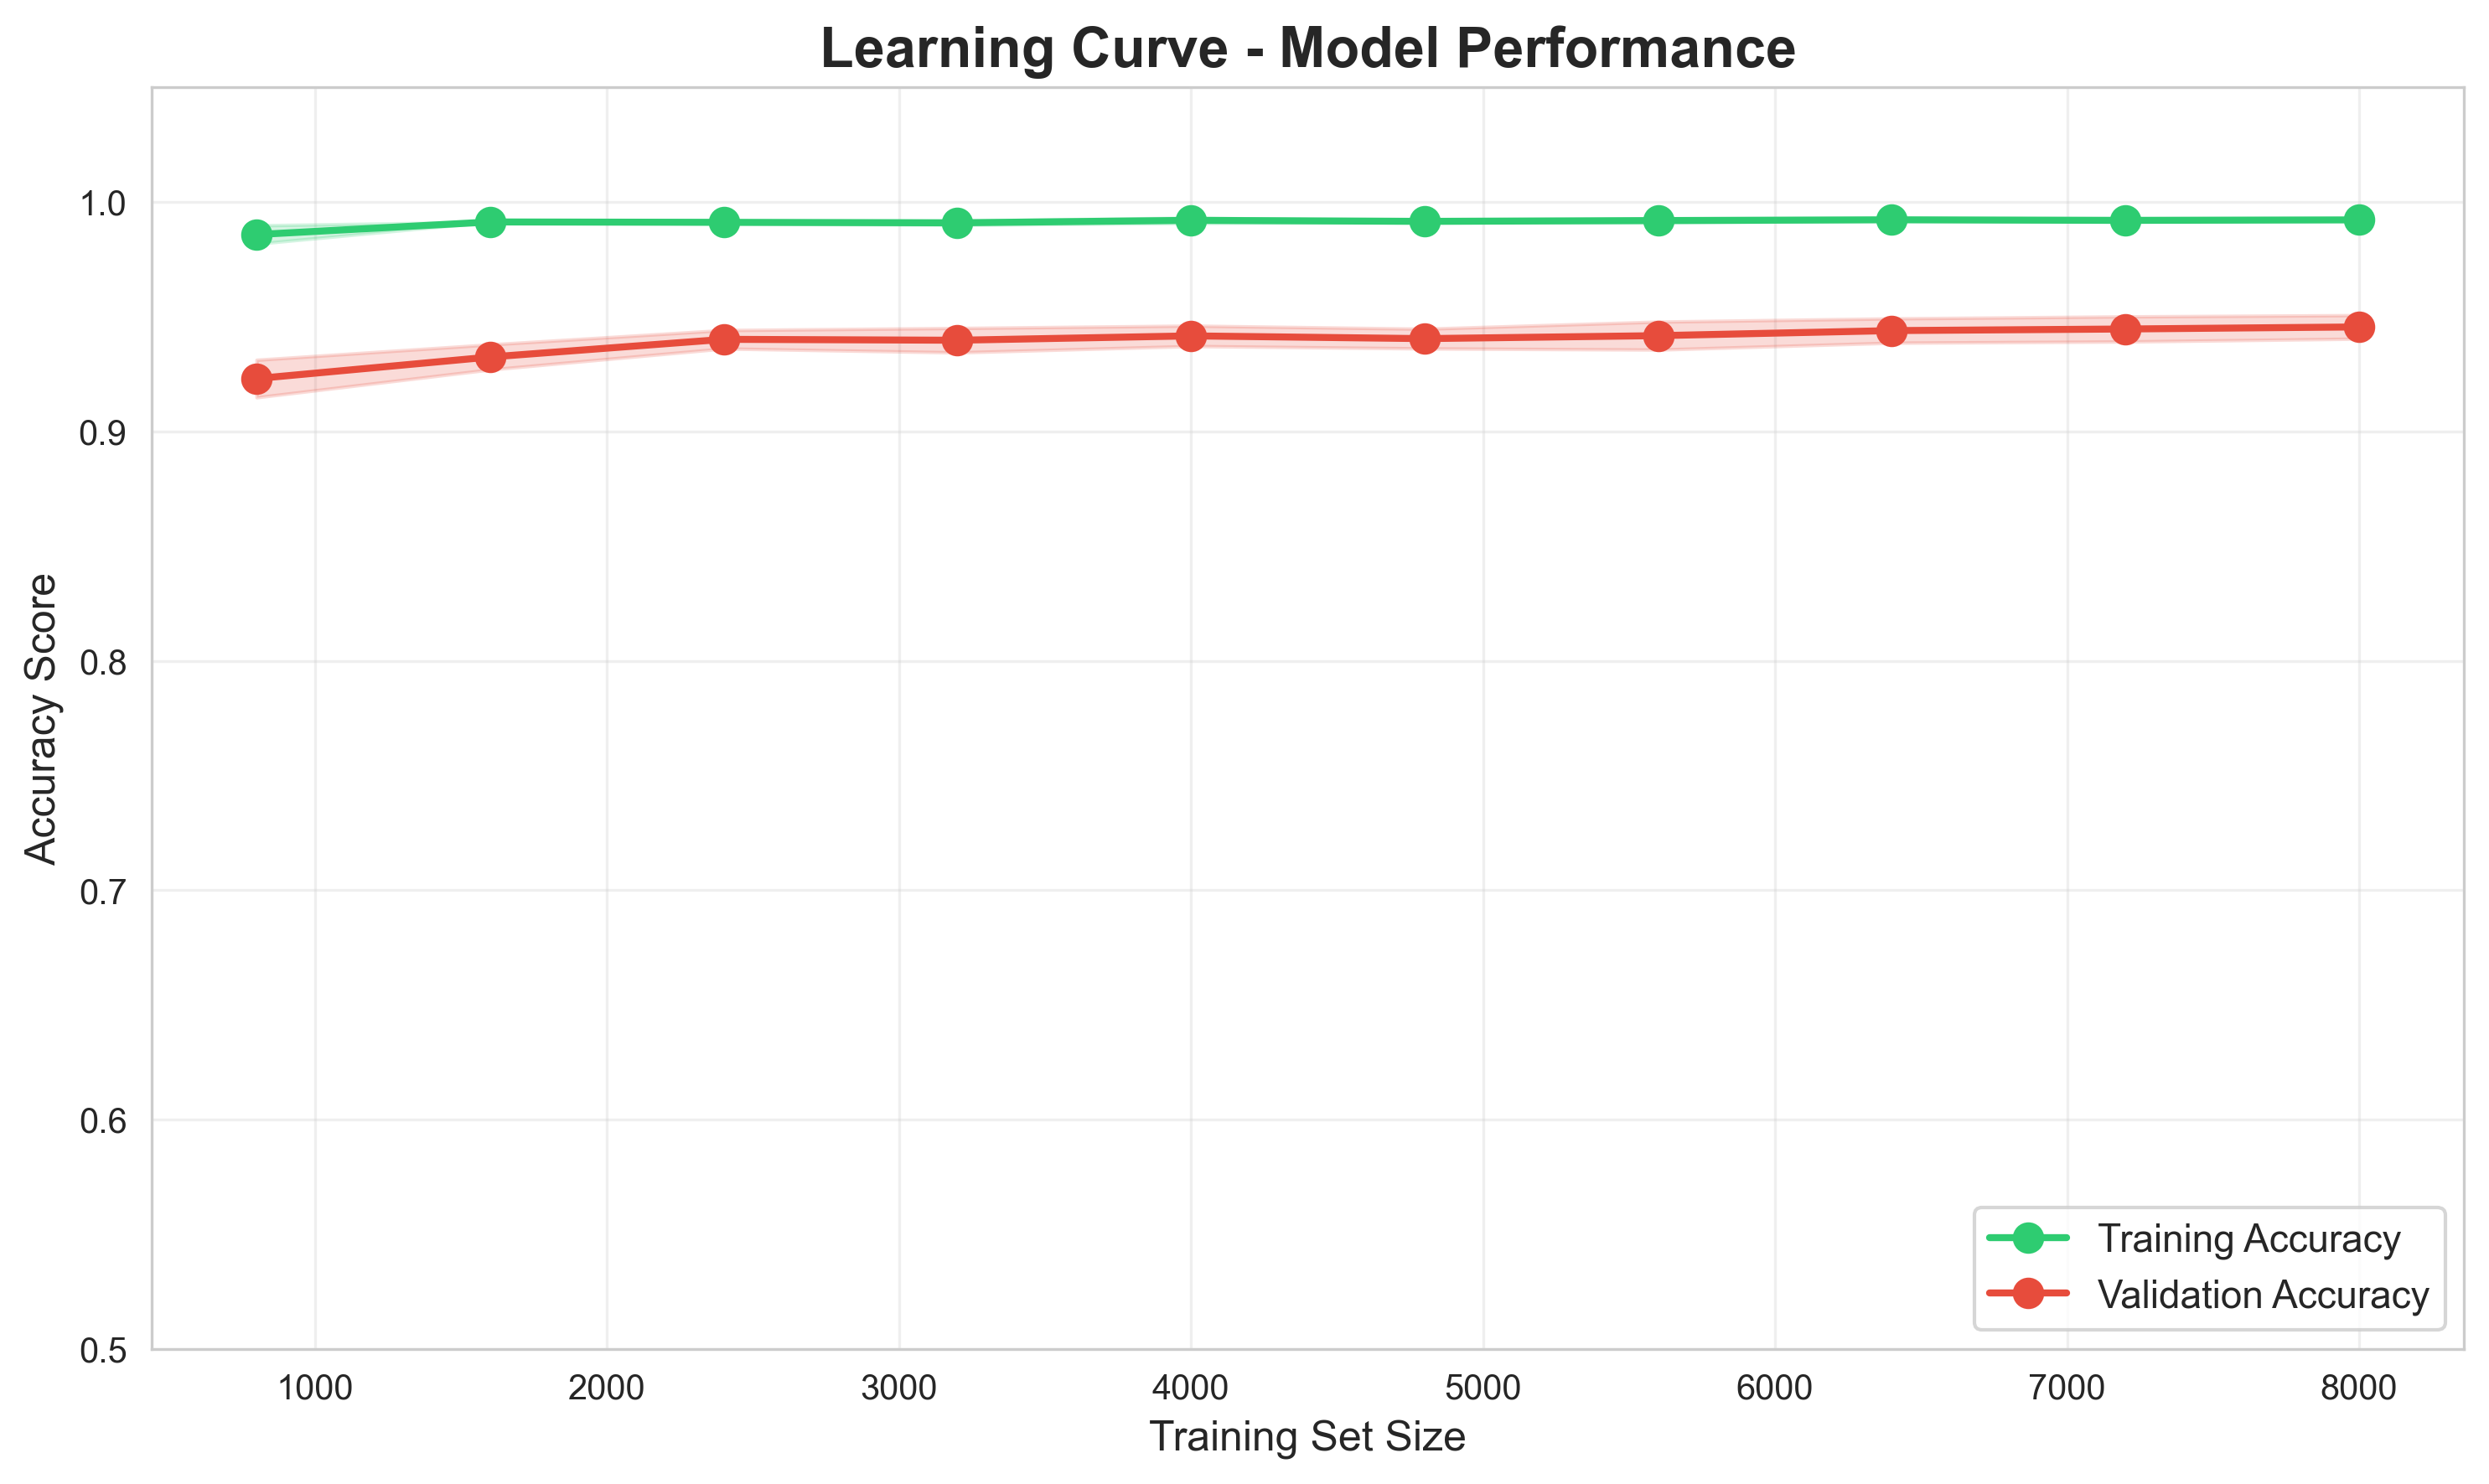 Learning Curve - Model Performance
1.0
0.9
0.8
0.7
0.6
0.5
Accuracy Score
1000 2000 3000 4000 5000 6000 7000 8000
Training Set Size
Training Accuracy
Validation Accuracy